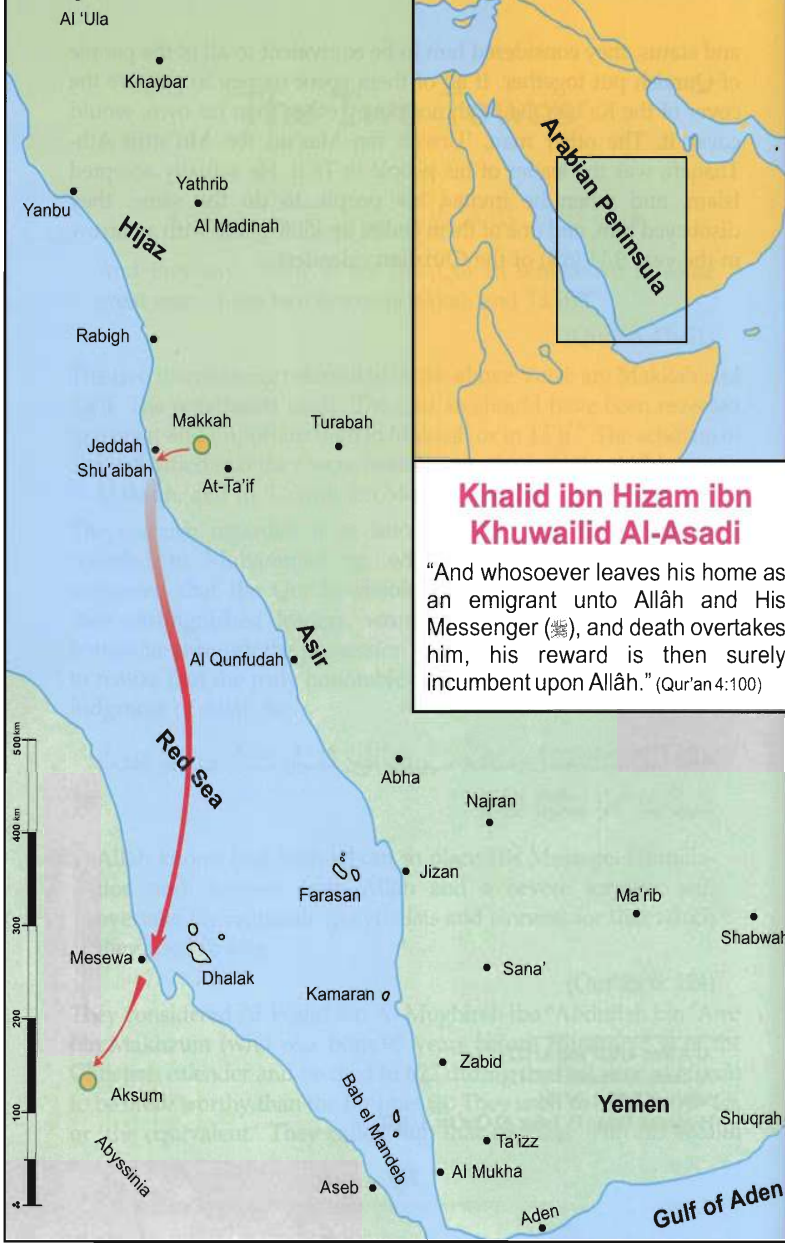 Al ‘Ula
Khaybar
Yathrib
Yanbu
Al Madinah
Hijaz
Rabigh
Makkah
Turabah
Jeddah
Shu’aibah
At-Ta’if
Arabian Peninsula
Khalid ibn Hizam ibn
Khuwailid Al-Asadi
“And whosoever leaves his home as
an emigrant unto Allâh and His
Messenger (ﷺ), and death overtakes
him, his reward is then surely
incumbent upon Allâh.” (Qur’an 4:100)
Asir
Al Qunfudah
Red Sea
Abha
Najran
Jizan
Farasan
Ma’rib
Shabwah
Mesewa
Dhalak
Sana’
Kamaran
Zabid
Aksum
Yemen
Shuqrah
Bab el Mandeb
Ta’izz
Abyssinia
Al Mukha
Aseb
Aden
Gulf of Aden
500 km
400 km
300
200
100